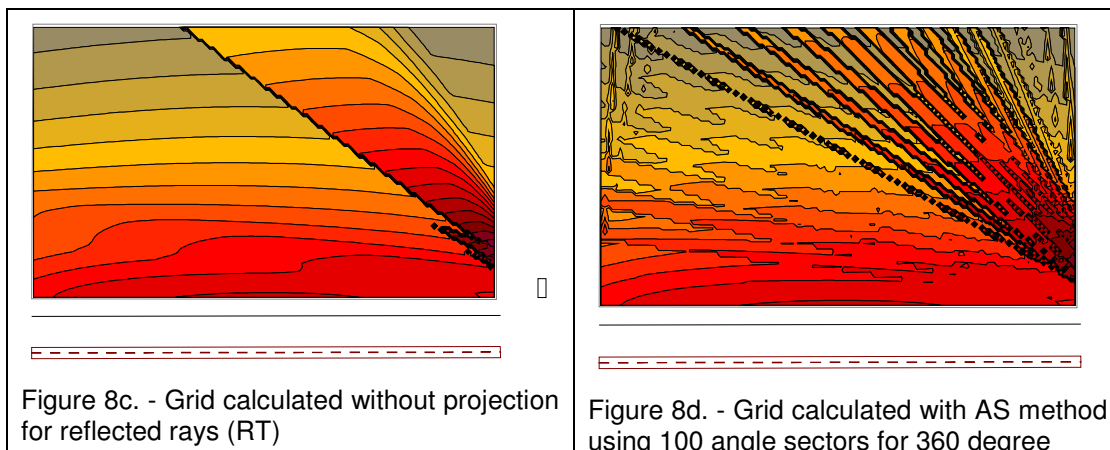 Figure 8c. - Grid calculated without projection
for reflected rays (RT)
Figure 8d. - Grid calculated with AS method
using 100 angle sectors for 360 degree